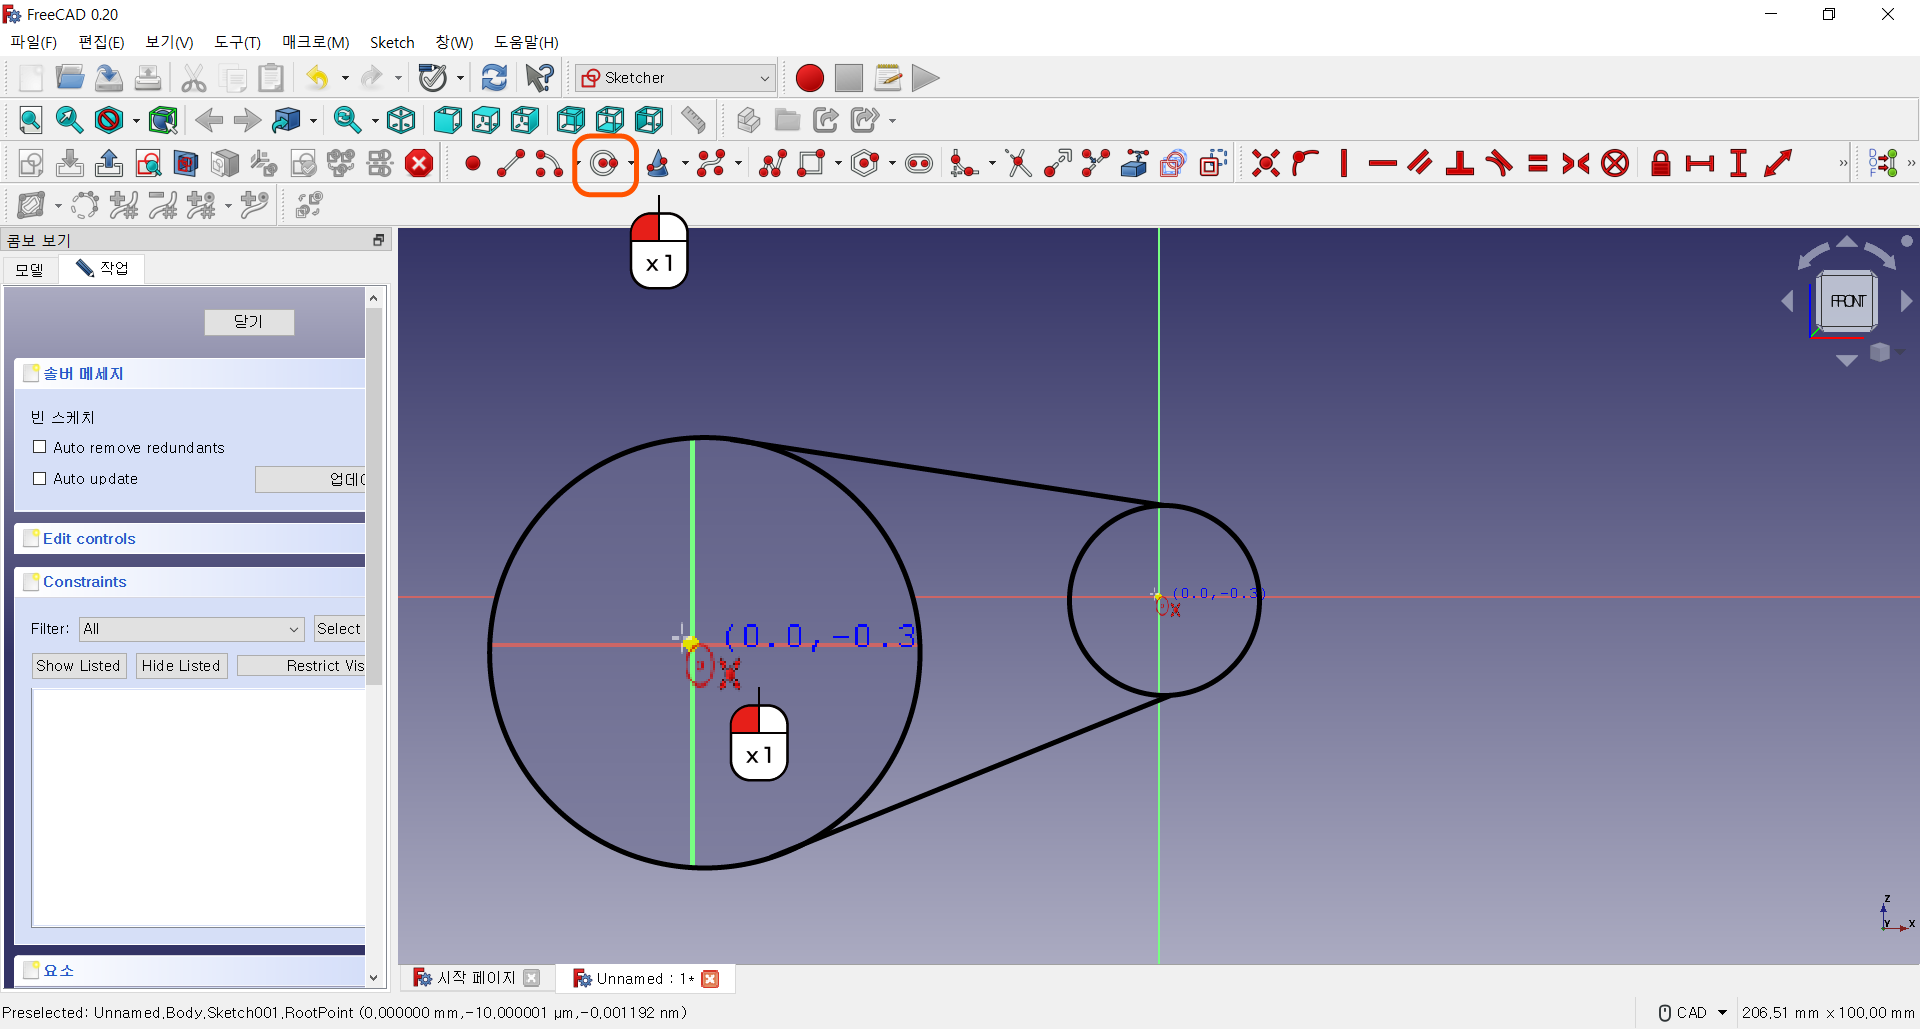 FreeCAD 0.20
파일(F) 편집(E) 보기(V) 도구(T) 매크로(M) Sketch 창(W) 도움말(H)
Sketcher
x 1
콤보 보기
모델 작업
닫기
솔버 메세지
빈 스케치
Auto remove redundants
Auto update 업데이
Edit controls
Constraints
Filter: All Select
Show Listed Hide Listed Restrict Vis
요소
FRONT
(0.0,-0.3)
(0.0,-0.3
x 1
Z
Y X
시작 페이지 Unnamed : 1*
Preselected: Unnamed.Body.Sketch001.RootPoint (0.000000 mm,-10.000001 µm,-0.001192 nm) CAD 206.51 mm x 100.00 mm